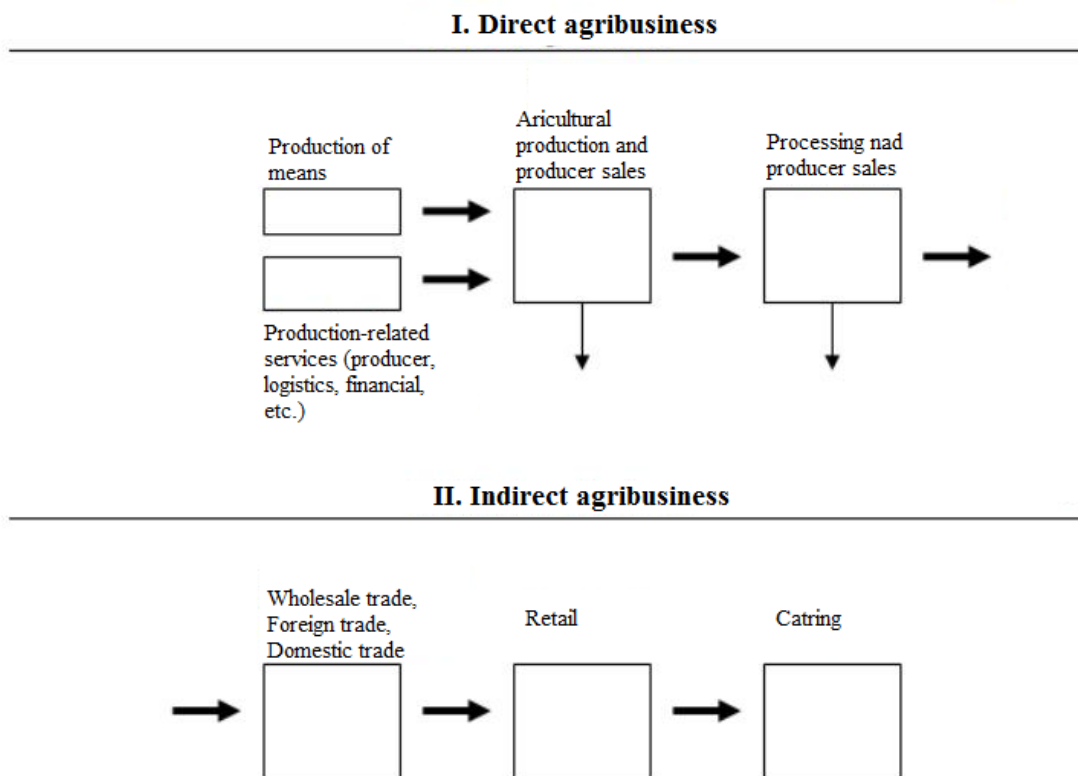 I. Direct agribusiness
Production of
means
Aricultural
production and
producer sales
Processing nad
producer sales
Production-related
services (producer,
logistics, financial,
etc.)
II. Indirect agribusiness
Wholesale trade,
Foreign trade,
Domestic trade
Retail
Catring